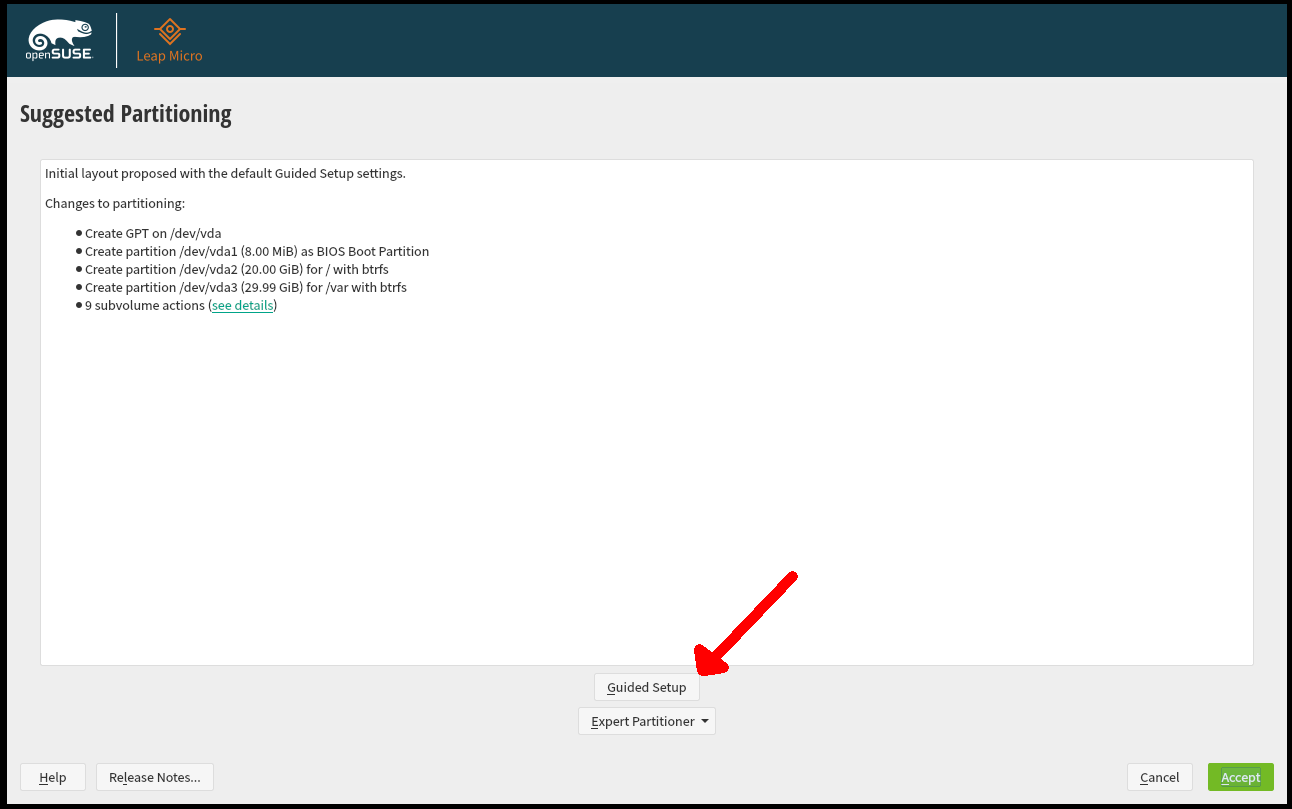 openSUSE.
Leap Micro
Suggested Partitioning
Initial layout proposed with the default Guided Setup settings.
Changes to partitioning:
Create GPT on /dev/vda
Create partition /dev/vda1 (8.00 MiB) as BIOS Boot Partition
Create partition /dev/vda2 (20.00 GiB) for / with btrfs
Create partition /dev/vda3 (29.99 GiB) for /var with btrfs
9 subvolume actions (see details)
Guided Setup
Expert Partitioner
Help
Release Notes...
Cancel
Accept